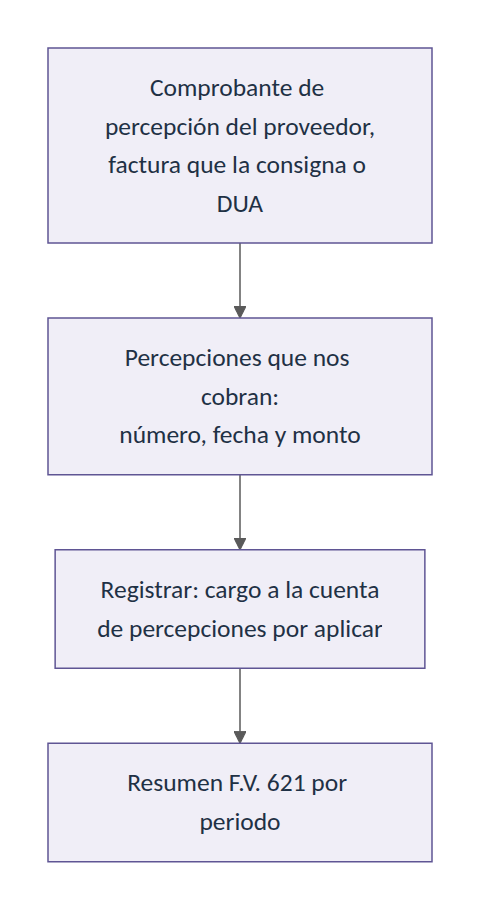 Comprobante de
percepción del proveedor,
factura que la consigna o
DUA
Percepciones que nos
cobran:
número, fecha y monto
Registrar: cargo a la cuenta
de percepciones por aplicar
Resumen F.V. 621 por
periodo